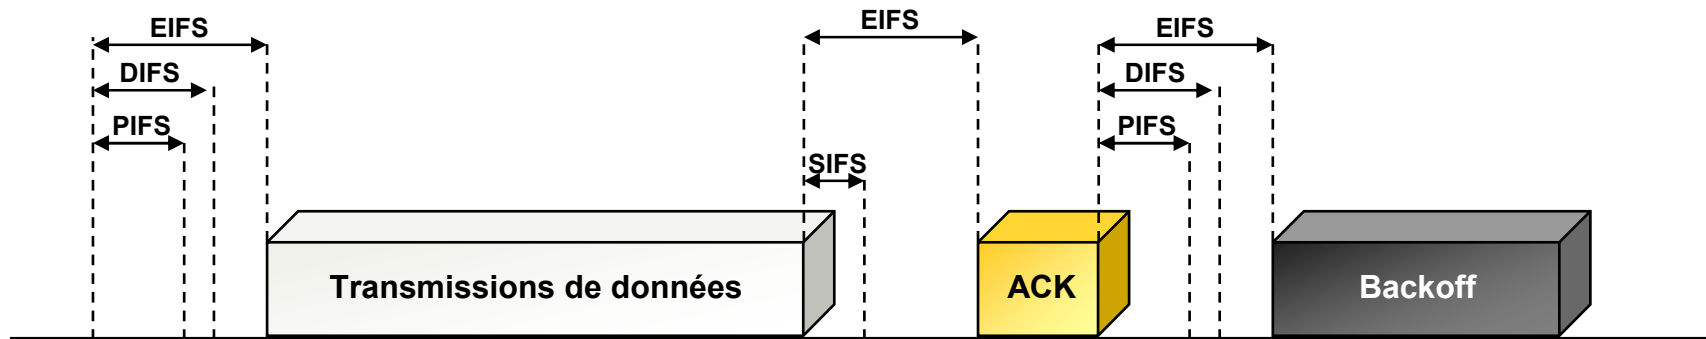 EIFS
DIFS
PIFS
EIFS
SIFS
EIFS
DIFS
PIFS
Transmissions de données
ACK
Backoff